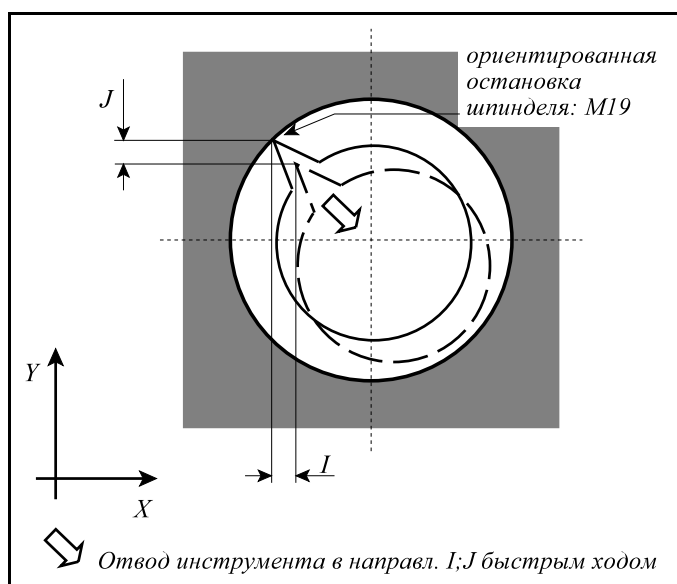 ориентированная
остановка
шпинделя: M19
J
Y
X
I
Отвод инструмента в направл. I;J быстрым ходом